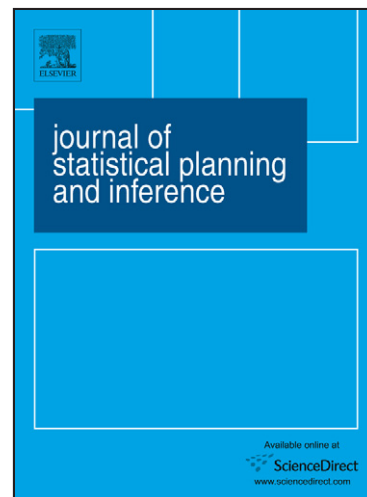 ELSEVIER
journal of
statistical planning
and inference
Available online at
ScienceDirect
www.sciencedirect.com